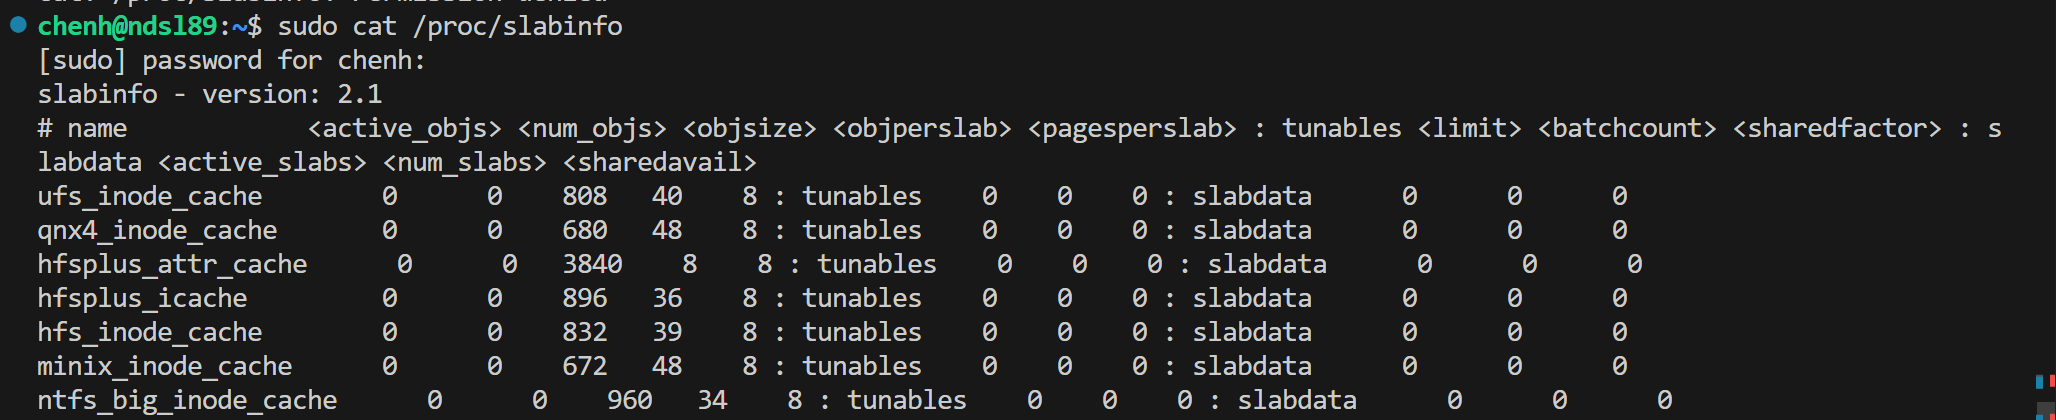 chenh@ndsl89:~$ sudo cat /proc/slabinfo
[sudo] password for chenh:
slabinfo - version: 2.1
# name            <active_objs> <num_objs> <objsize> <objperslab> <pagesperslab> : tunables <limit> <batchcount> <sharedfactor> : s
labdata <active_slabs> <num_slabs> <sharedavail>
ufs_inode_cache        0      0    808   40    8 : tunables    0    0    0 : slabdata      0      0      0
qnx4_inode_cache       0      0    680   48    8 : tunables    0    0    0 : slabdata      0      0      0
hfsplus_attr_cache      0      0   3840    8    8 : tunables    0    0    0 : slabdata      0      0      0
hfsplus_icache         0      0    896   36    8 : tunables    0    0    0 : slabdata      0      0      0
hfs_inode_cache        0      0    832   39    8 : tunables    0    0    0 : slabdata      0      0      0
minix_inode_cache      0      0    672   48    8 : tunables    0    0    0 : slabdata      0      0      0
ntfs_big_inode_cache      0      0    960   34    8 : tunables    0    0    0 : slabdata      0      0      0